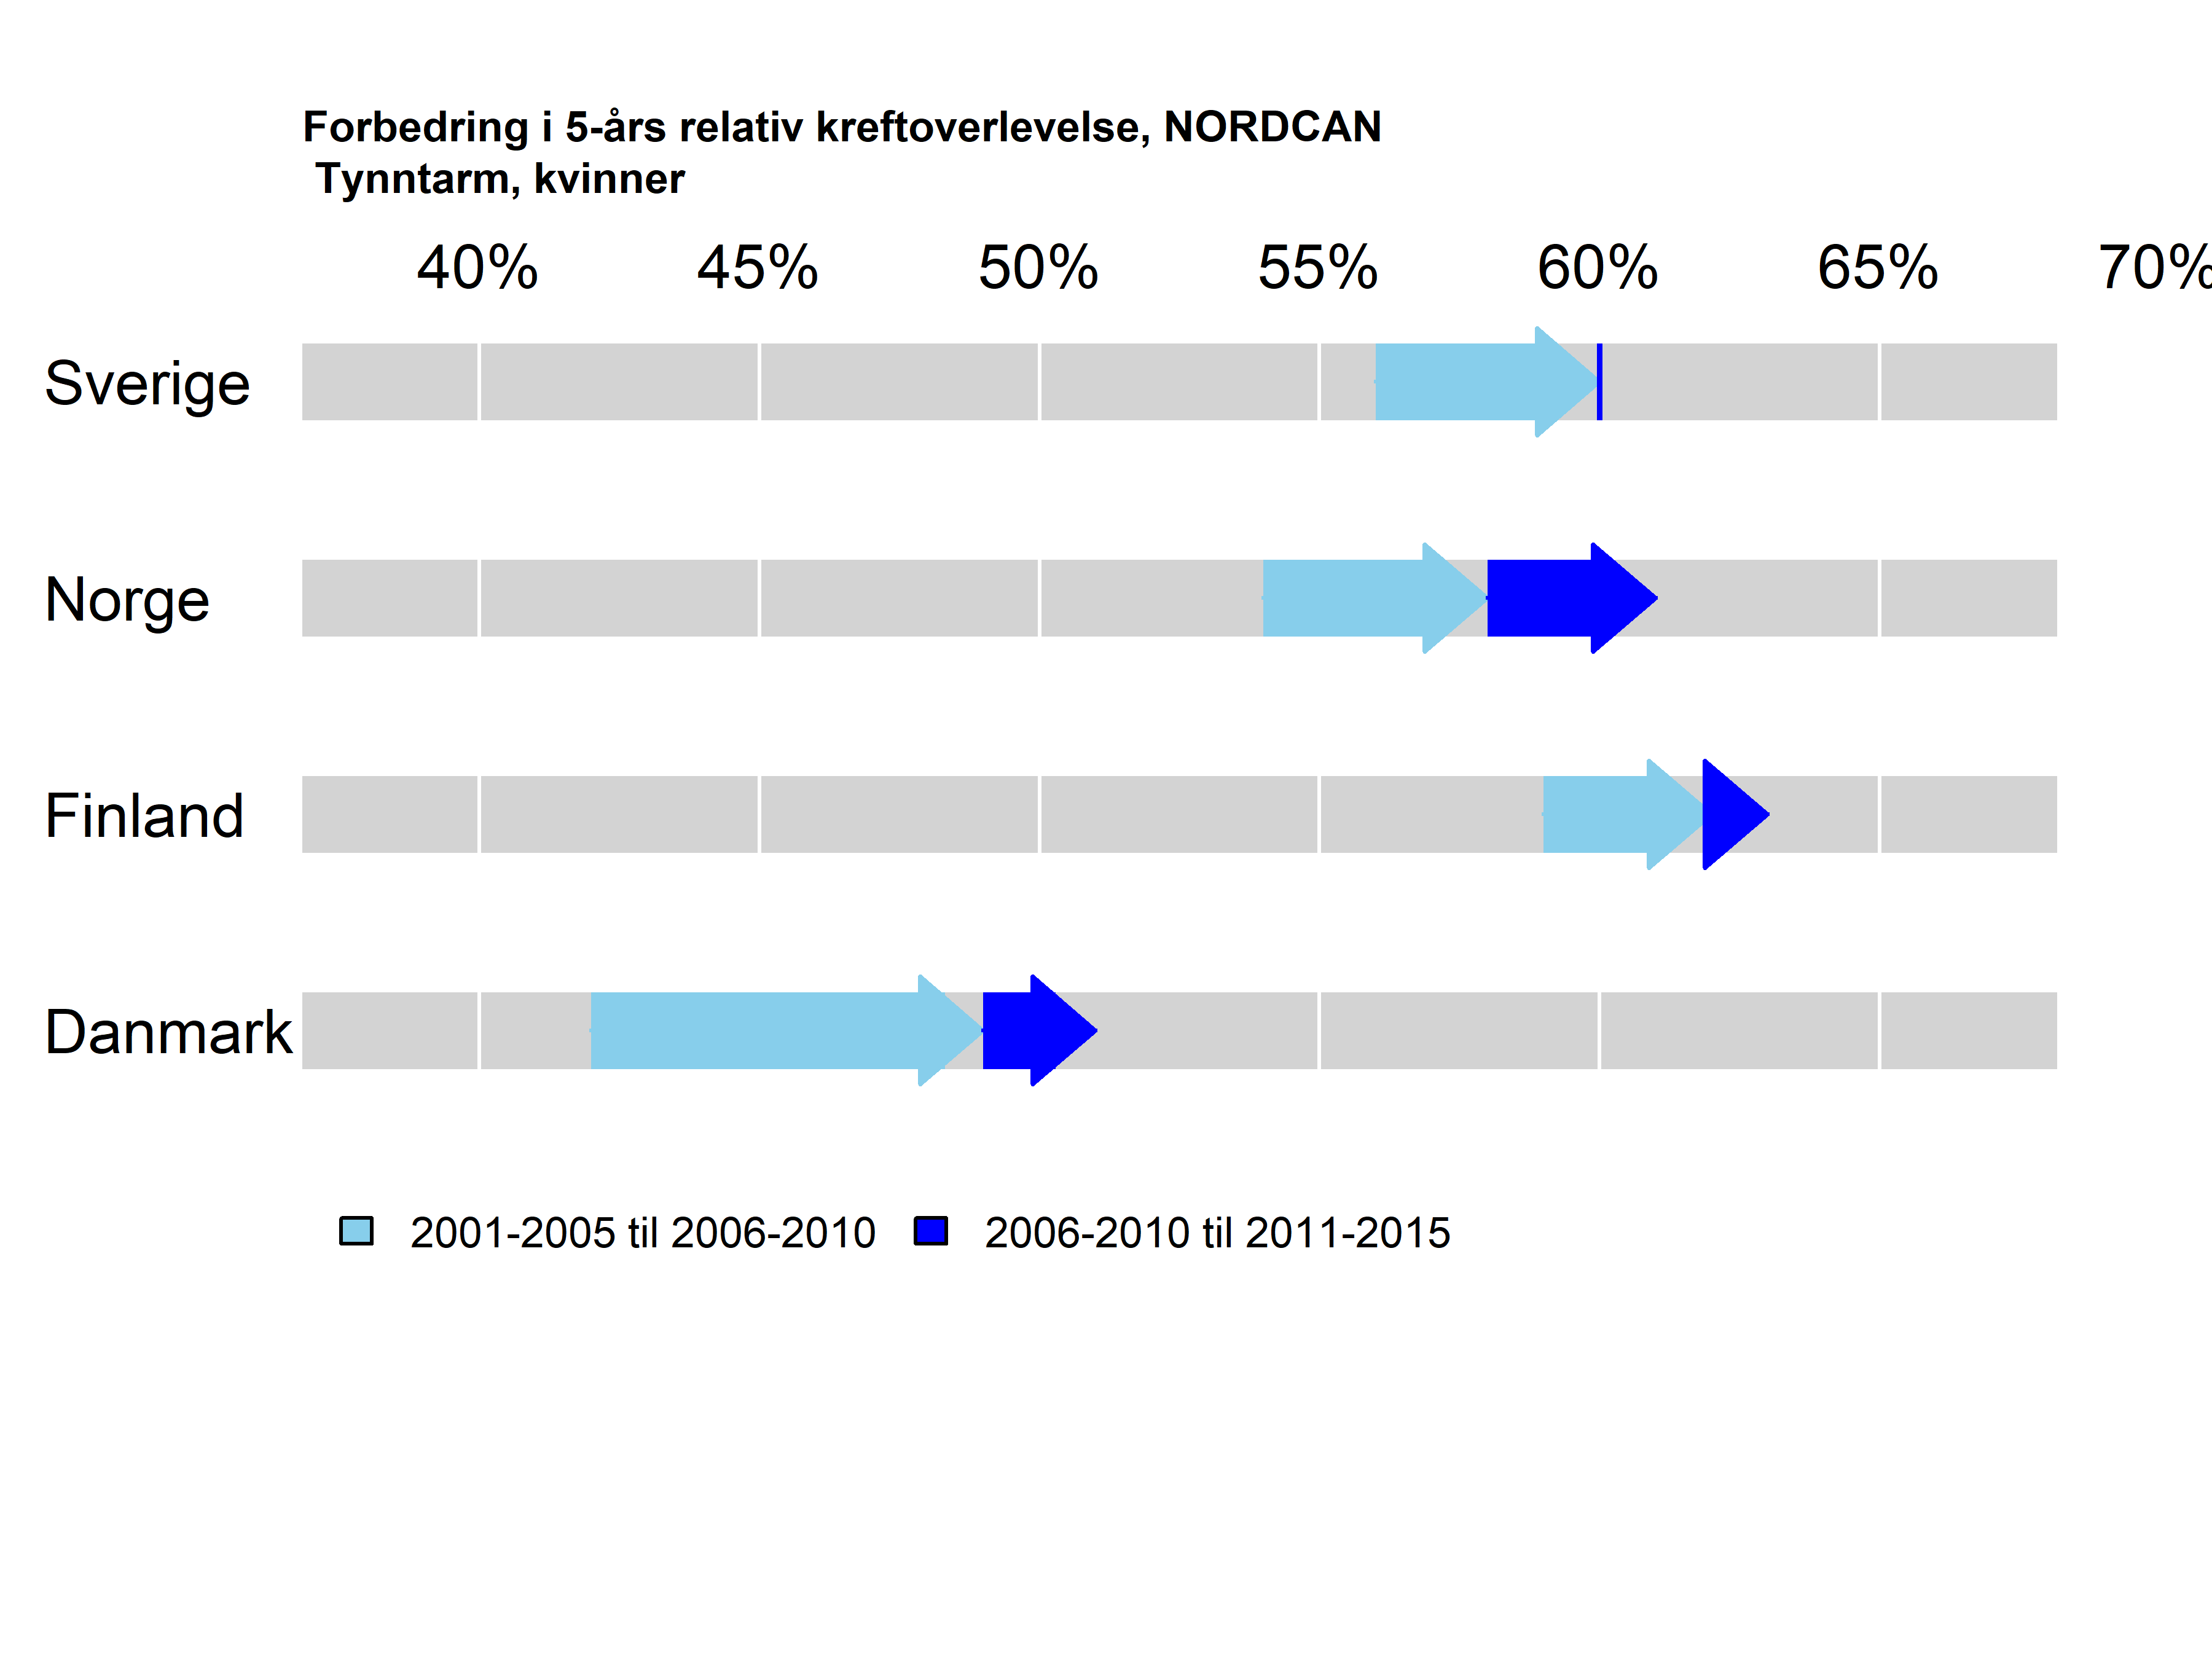 Forbedring i 5-års relativ kreftoverlevelse, NORDCAN
Tynntarm, kvinner
40% 45% 50% 55% 60% 65% 70%
Sverige
Norge
Finland
Danmark
2001-2005 til 2006-2010 2006-2010 til 2011-2015